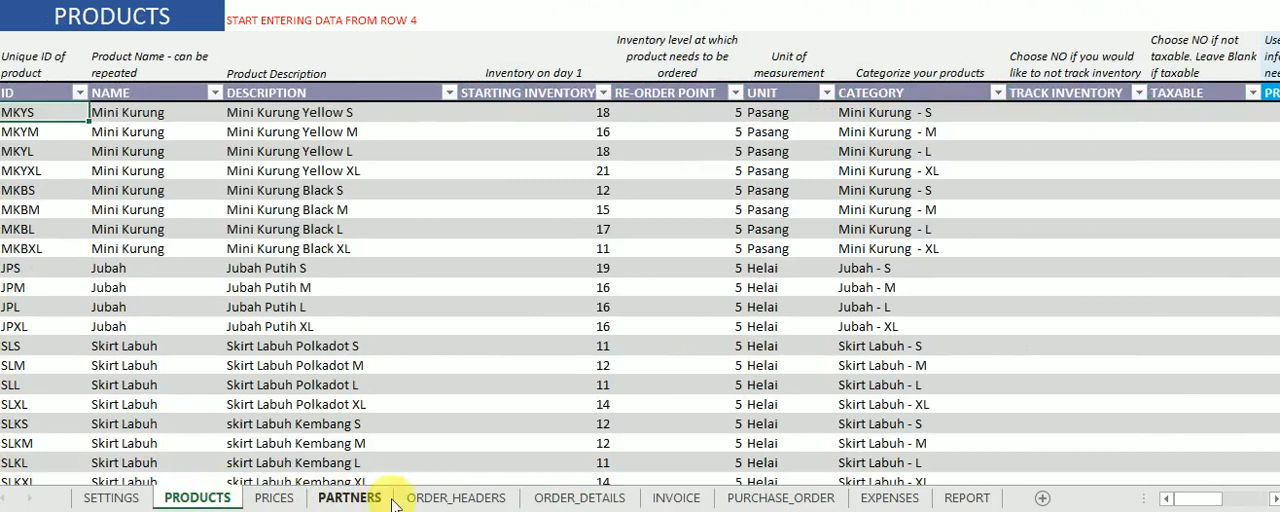 PRODUCTS
START ENTERING DATA FROM ROW 4
Unique ID of product
Product Name - can be repeated
Product Description
Inventory on day 1
Inventory level at which product needs to be ordered
Unit of measurement
Categorize your products
Choose NO if you would like to not track inventory
Choose NO if not taxable. Leave Blank if taxable
ID NAME DESCRIPTION STARTING INVENTORY RE-ORDER POINT UNIT CATEGORY TRACK INVENTORY TAXABLE PR
MKYS Mini Kurung Mini Kurung Yellow S 18 5 Pasang Mini Kurung - S
MKYM Mini Kurung Mini Kurung Yellow M 16 5 Pasang Mini Kurung - M
MKYL Mini Kurung Mini Kurung Yellow L 18 5 Pasang Mini Kurung - L
MKYXL Mini Kurung Mini Kurung Yellow XL 21 5 Pasang Mini Kurung - XL
MKBS Mini Kurung Mini Kurung Black S 12 5 Pasang Mini Kurung - S
MKBM Mini Kurung Mini Kurung Black M 15 5 Pasang Mini Kurung - M
MKBL Mini Kurung Mini Kurung Black L 17 5 Pasang Mini Kurung - L
MKBXL Mini Kurung Mini Kurung Black XL 11 5 Pasang Mini Kurung - XL
JPS Jubah Jubah Putih S 19 5 Helai Jubah - S
JPM Jubah Jubah Putih M 16 5 Helai Jubah - M
JPL Jubah Jubah Putih L 16 5 Helai Jubah - L
JPXL Jubah Jubah Putih XL 16 5 Helai Jubah - XL
SLS Skirt Labuh Skirt Labuh Polkadot S 11 5 Helai Skirt Labuh - S
SLM Skirt Labuh Skirt Labuh Polkadot M 12 5 Helai Skirt Labuh - M
SLL Skirt Labuh Skirt Labuh Polkadot L 11 5 Helai Skirt Labuh - L
SLXL Skirt Labuh Skirt Labuh Polkadot XL 14 5 Helai Skirt Labuh - XL
SLKS Skirt Labuh skirt Labuh Kembang S 12 5 Helai Skirt Labuh - S
SLKM Skirt Labuh skirt Labuh Kembang M 12 5 Helai Skirt Labuh - M
SLKL Skirt Labuh skirt Labuh Kembang L 11 5 Helai Skirt Labuh - L
SLKXL Skirt Labuh skirt Labuh Kembang XL 14 5 Helai Skirt Labuh - XL
SETTINGS PRODUCTS PRICES PARTNERS ORDER_HEADERS ORDER_DETAILS INVOICE PURCHASE_ORDER EXPENSES REPORT